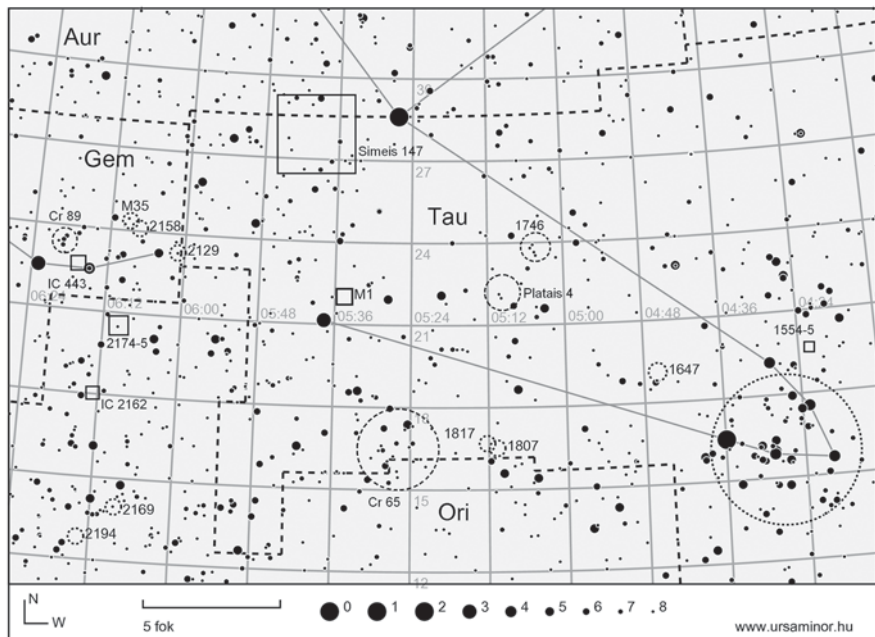 Aur
30
Simeis 147
27
Gem
M35
Cr 89
2158
Tau
1746
24
2129
IC 443
M1
Platais 4
06:24
06:12
06:00
05:48
05:36
05:24
05:12
05:00
04:48
04:36
04:24
2174-5
21
1554-5
1647
IC 2162
18
1817
1807
Cr 65
15
Ori
2169
2194
12
N
W
5 fok
0 1 2 3 4 5 6 7 8
www.ursaminor.hu